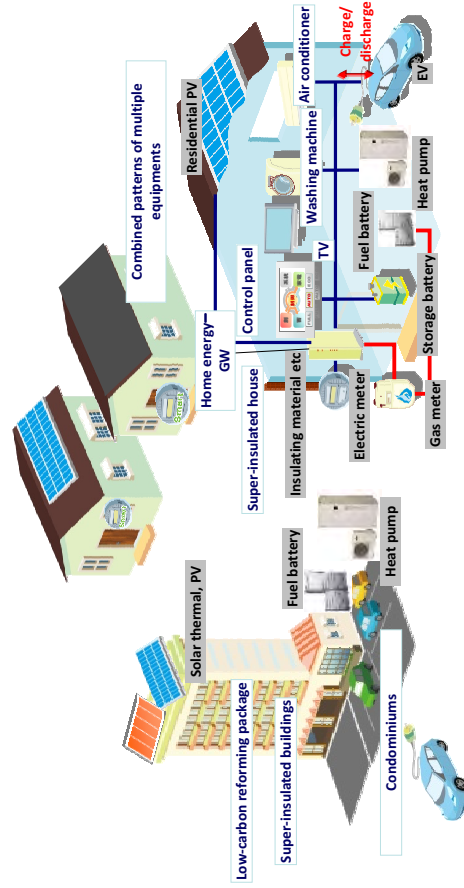 Combined patterns of multiple
equipments
Residential PV
Solar thermal, PV
Home energy–
GW
Low-carbon reforming package
Super-insulated house
Control panel
Super-insulated buildings
Fuel battery
Insulating material etc
AUTO
TV
Washing machine
Air conditioner
Charge/
discharge
Heat pump
Condominiums
Electric meter
Fuel battery
Heat pump
EV
Gas meter
Storage battery